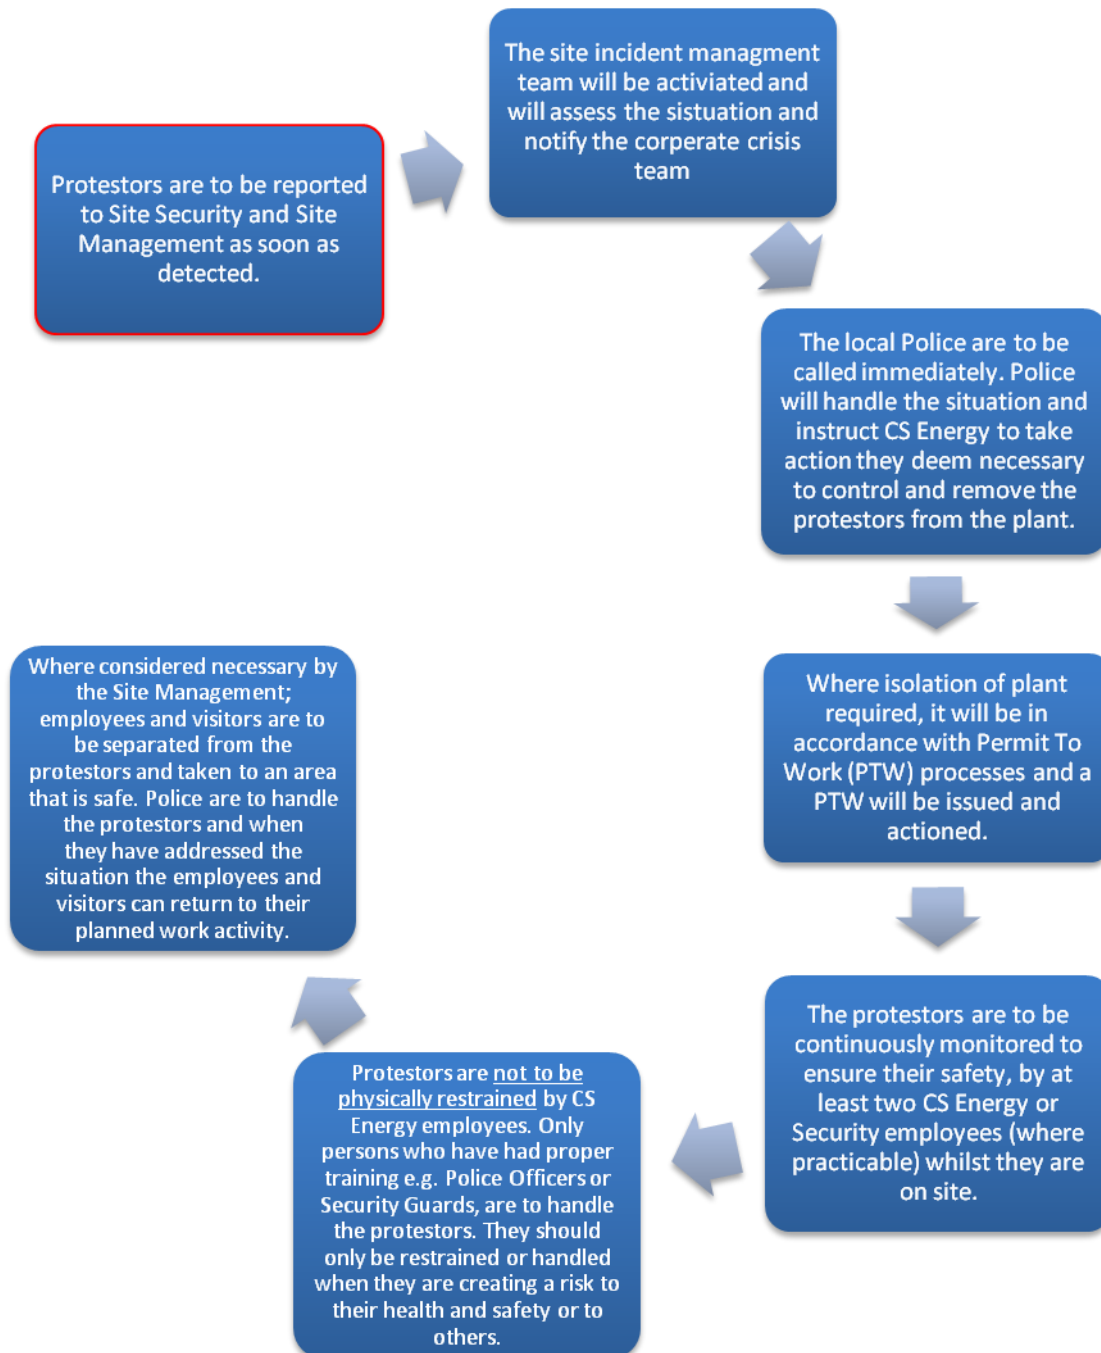 Protestors are to be reported
to Site Security and Site
Management as soon as
detected.
The site incident managment
team will be activiated and
will assess the sistuation and
notify the corperate crisis
team
The local Police are to be
called immediately. Police
will handle the situation and
instruct CS Energy to take
action they deem necessary
to control and remove the
protestors from the plant.
Where isolation of plant
required, it will be in
accordance with Permit To
Work (PTW) processes and a
PTW will be issued and
actioned.
The protestors are to be
continuously monitored to
ensure their safety, by at
least two CS Energy or
Security employees (where
practicable) whilst they are
on site.
Protestors are not to be
physically restrained by CS
Energy employees. Only
persons who have had proper
training e.g. Police Officers or
Security Guards, are to handle
the protestors. They should
only be restrained or handled
when they are creating a risk to
their health and safety or to
others.
Where considered necessary by
the Site Management;
employees and visitors are to
be separated from the
protestors and taken to an area
that is safe. Police are to handle
the protestors and when
they have addressed the
situation the employees and
visitors can return to their
planned work activity.